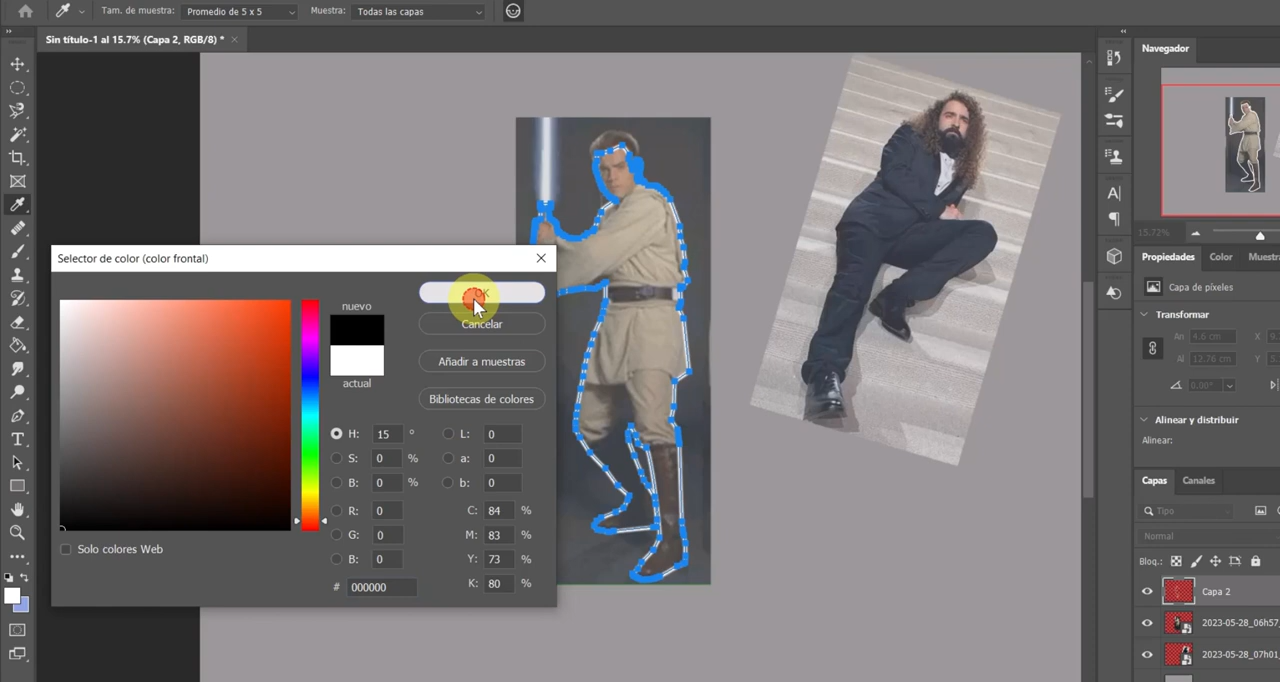 Tam. de muestra: Promedio de 5 x 5 Muestra: Todas las capas
Sin título-1 al 15.7% (Capa 2, RGB/8) * ×
Navegador
15.72%
Propiedades Color
Capa de píxeles
Transformar
An 4.6 cm X
Al 12.76 cm Y
0.00°
Alinear y distribuir
Alinear:
Capas Canales
Tipo
Normal
Bloq.:
Capa 2
2023-05-28_06h57
2023-05-28_07h01
Selector de color (color frontal)
nuevo
actual
OK
Cancelar
Añadir a muestras
Bibliotecas de colores
H: 15 ° L: 0
S: 0 % a: 0
B: 0 % b: 0
R: 0 C: 84 %
G: 0 M: 83 %
B: 0 Y: 73 %
# 000000 K: 80 %
Solo colores Web